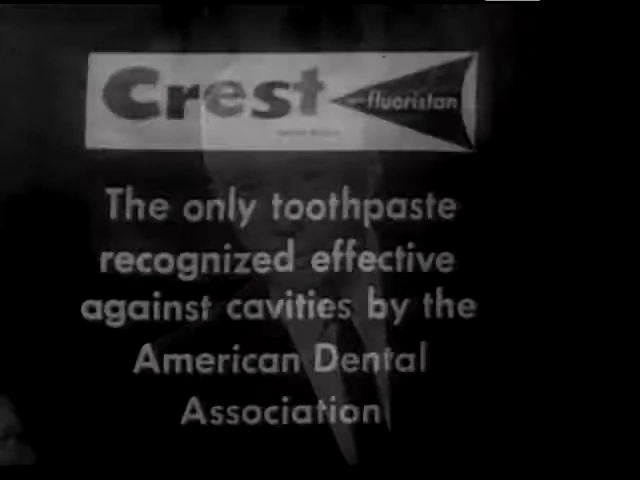 Crest
fluoristan
The only toothpaste
recognized effective
against cavities by the
American Dental
Association